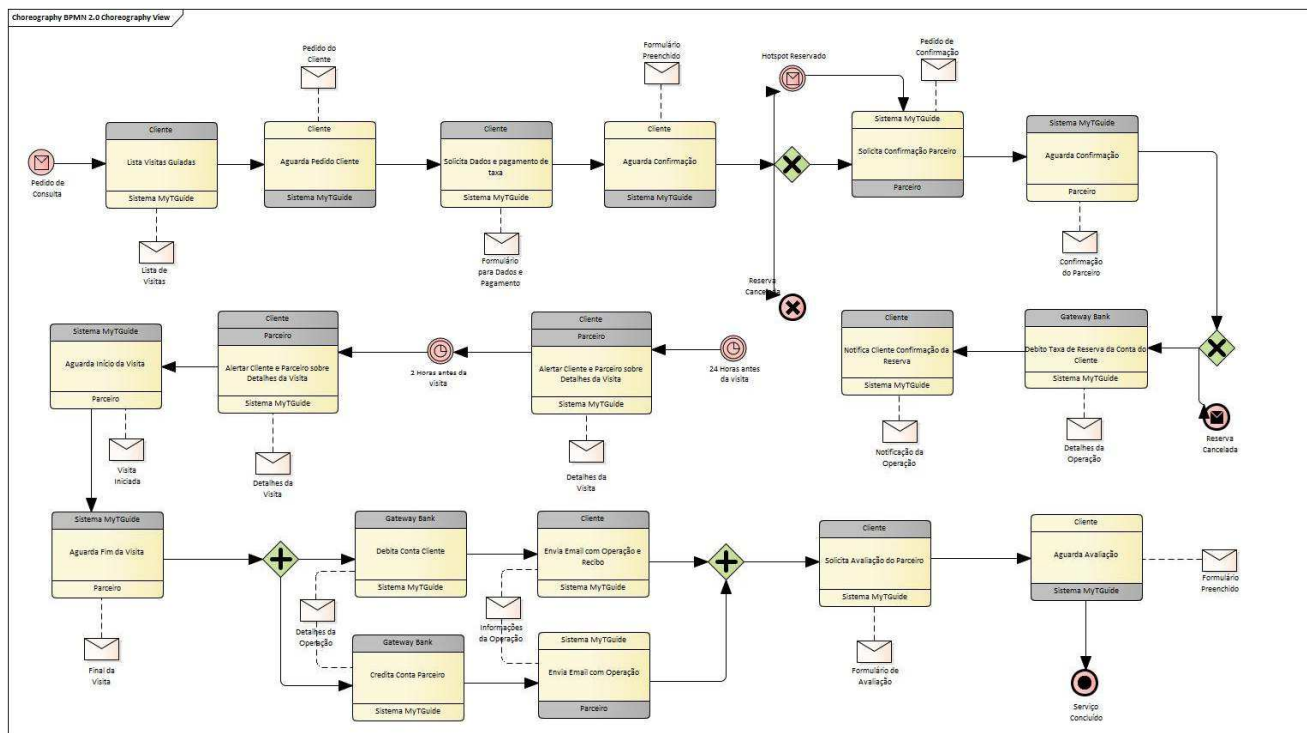 Choreography BPMN 2.0 Choreography View
Pedido de
Consulta
Cliente
Lista Visitas Guiadas
Sistema MyTGuide
Lista de
Visitas
Pedido do
Cliente
Cliente
Aguarda Pedido Cliente
Sistema MyTGuide
Cliente
Solicita Dados e pagamento de
taxa
Sistema MyTGuide
Formulário
para Dados e
Pagamento
Formulário
Preenchido
Cliente
Aguarda Confirmação
Sistema MyTGuide
Hotspot Reservado
Reserva
Cancelada
Pedido de
Confirmação
Sistema MyTGuide
Solicita Confirmação Parceiro
Parceiro
Sistema MyTGuide
Aguarda Confirmação
Parceiro
Confirmação
do Parceiro
Sistema MyTGuide
Aguarda Início da Visita
Parceiro
Visita
Iniciada
Cliente
Parceiro
Alertar Cliente e Parceiro sobre
Detalhes da Visita
Sistema MyTGuide
Detalhes da
Visita
2 Horas antes da
visita
Cliente
Parceiro
Alertar Cliente e Parceiro sobre
Detalhes da Visita
Sistema MyTGuide
Detalhes da
Visita
24 Horas antes
da visita
Cliente
Notifica Cliente Confirmação da
Reserva
Sistema MyTGuide
Notificação da
Operação
Gateway Bank
Debito Taxa de Reserva da Conta do
Cliente
Sistema MyTGuide
Detalhes da
Operação
Reserva
Cancelada
Sistema MyTGuide
Aguarda Fim da Visita
Parceiro
Final da
Visita
Gateway Bank
Debita Conta Cliente
Sistema MyTGuide
Detalhes da
Operação
Gateway Bank
Credita Conta Parceiro
Sistema MyTGuide
Cliente
Envia Email com Operação e
Recibo
Sistema MyTGuide
Informações
da Operação
Sistema MyTGuide
Envia Email com Operação
Parceiro
Cliente
Solicita Avaliação do Parceiro
Sistema MyTGuide
Formulário de
Avaliação
Cliente
Aguarda Avaliação
Sistema MyTGuide
Formulário
Preenchido
Serviço
Concluído